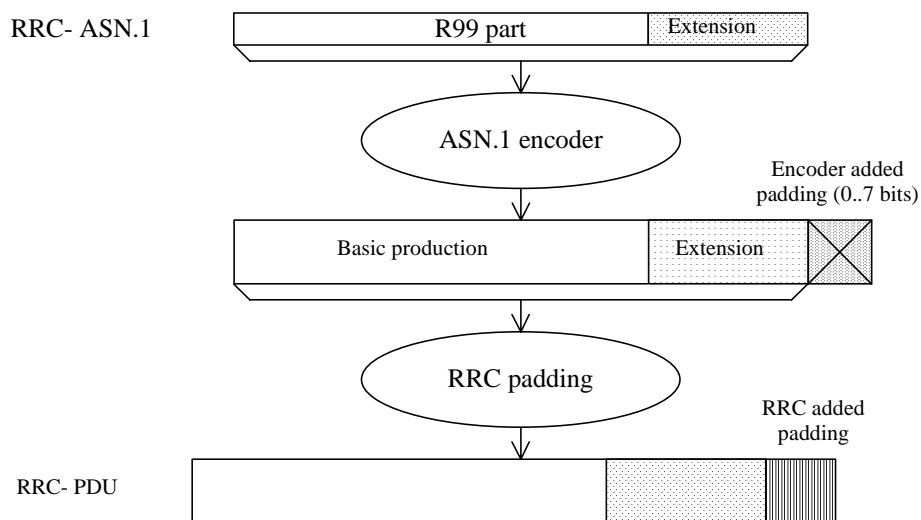 RRC- ASN.1
R99 part
Extension
ASN.1 encoder
Encoder added
padding (0..7 bits)
Basic production
Extension
RRC padding
RRC added
padding
RRC- PDU